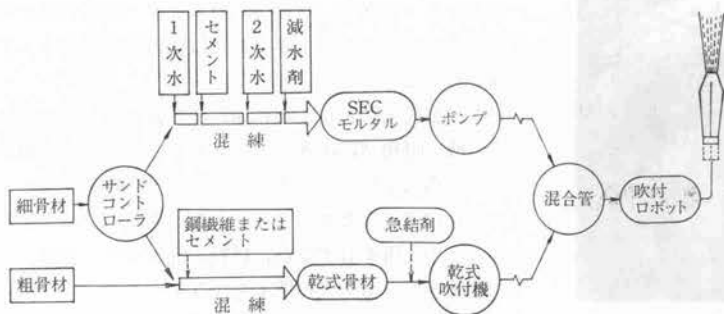 1次水
セメント
2次水
減水剤
混練
SEC
モルタル
ポンプ
細骨材
サンド
コント
ローラ
粗骨材
鋼繊維または
セメント
混練
乾式骨材
急結剤
乾式
吹付機
混合管
吹付
ロボット